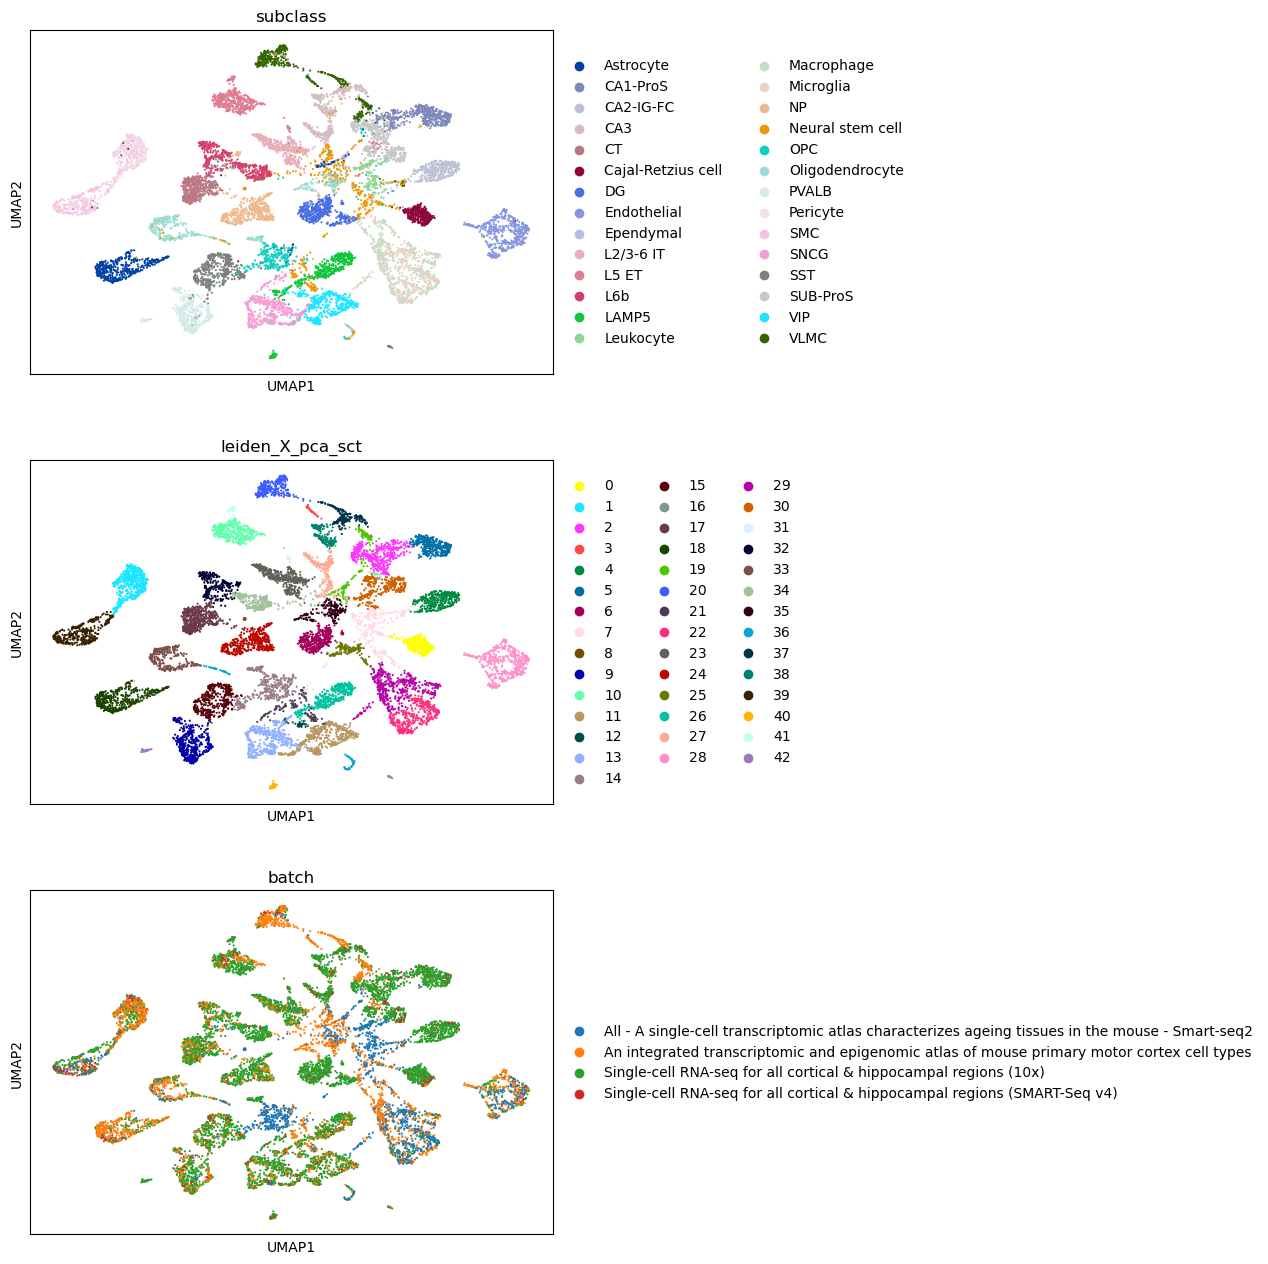 subclass
UMAP2
UMAP1
Astrocyte
CA1-ProS
CA2-IG-FC
CA3
CT
Cajal-Retzius cell
DG
Endothelial
Ependymal
L2/3-6 IT
L5 ET
L6b
LAMP5
Leukocyte
Macrophage
Microglia
NP
Neural stem cell
OPC
Oligodendrocyte
PVALB
Pericyte
SMC
SNCG
SST
SUB-ProS
VIP
VLMC
leiden_X_pca_sct
UMAP2
UMAP1
0
1
2
3
4
5
6
7
8
9
10
11
12
13
14
15
16
17
18
19
20
21
22
23
24
25
26
27
28
29
30
31
32
33
34
35
36
37
38
39
40
41
42
batch
UMAP2
UMAP1
All - A single-cell transcriptomic atlas characterizes ageing tissues in the mouse - Smart-seq2
An integrated transcriptomic and epigenomic atlas of mouse primary motor cortex cell types
Single-cell RNA-seq for all cortical & hippocampal regions (10x)
Single-cell RNA-seq for all cortical & hippocampal regions (SMART-Seq v4)